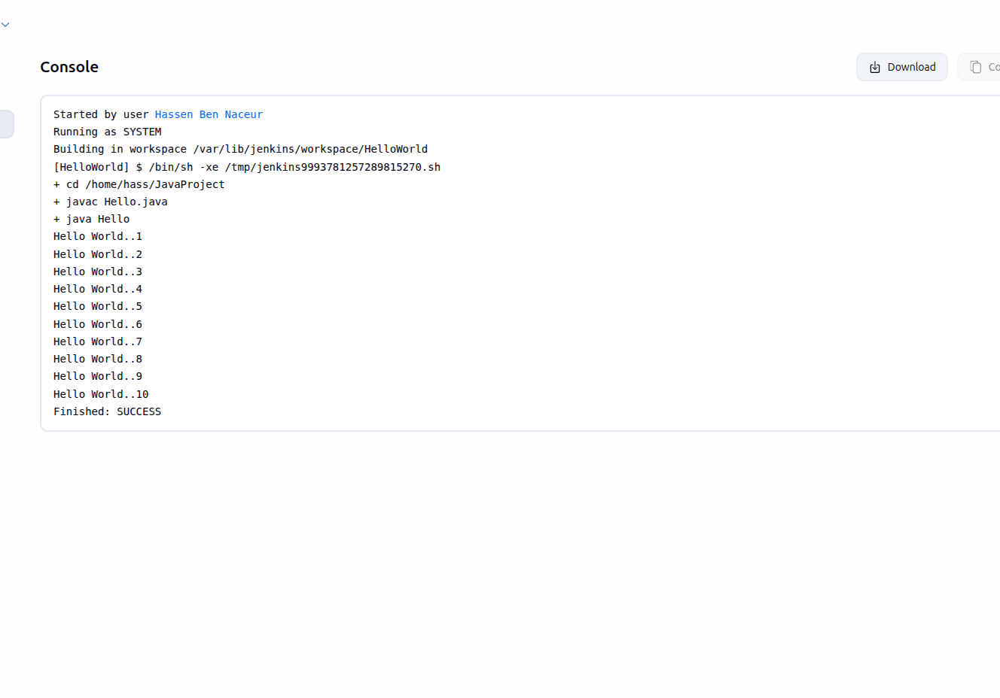 Console
Download
Co
Started by user Hassen Ben Naceur
Running as SYSTEM
Building in workspace /var/lib/jenkins/workspace/HelloWorld
[HelloWorld] $ /bin/sh -xe /tmp/jenkins9993781257289815270.sh
+ cd /home/hass/JavaProject
+ javac Hello.java
+ java Hello
Hello World..1
Hello World..2
Hello World..3
Hello World..4
Hello World..5
Hello World..6
Hello World..7
Hello World..8
Hello World..9
Hello World..10
Finished: SUCCESS